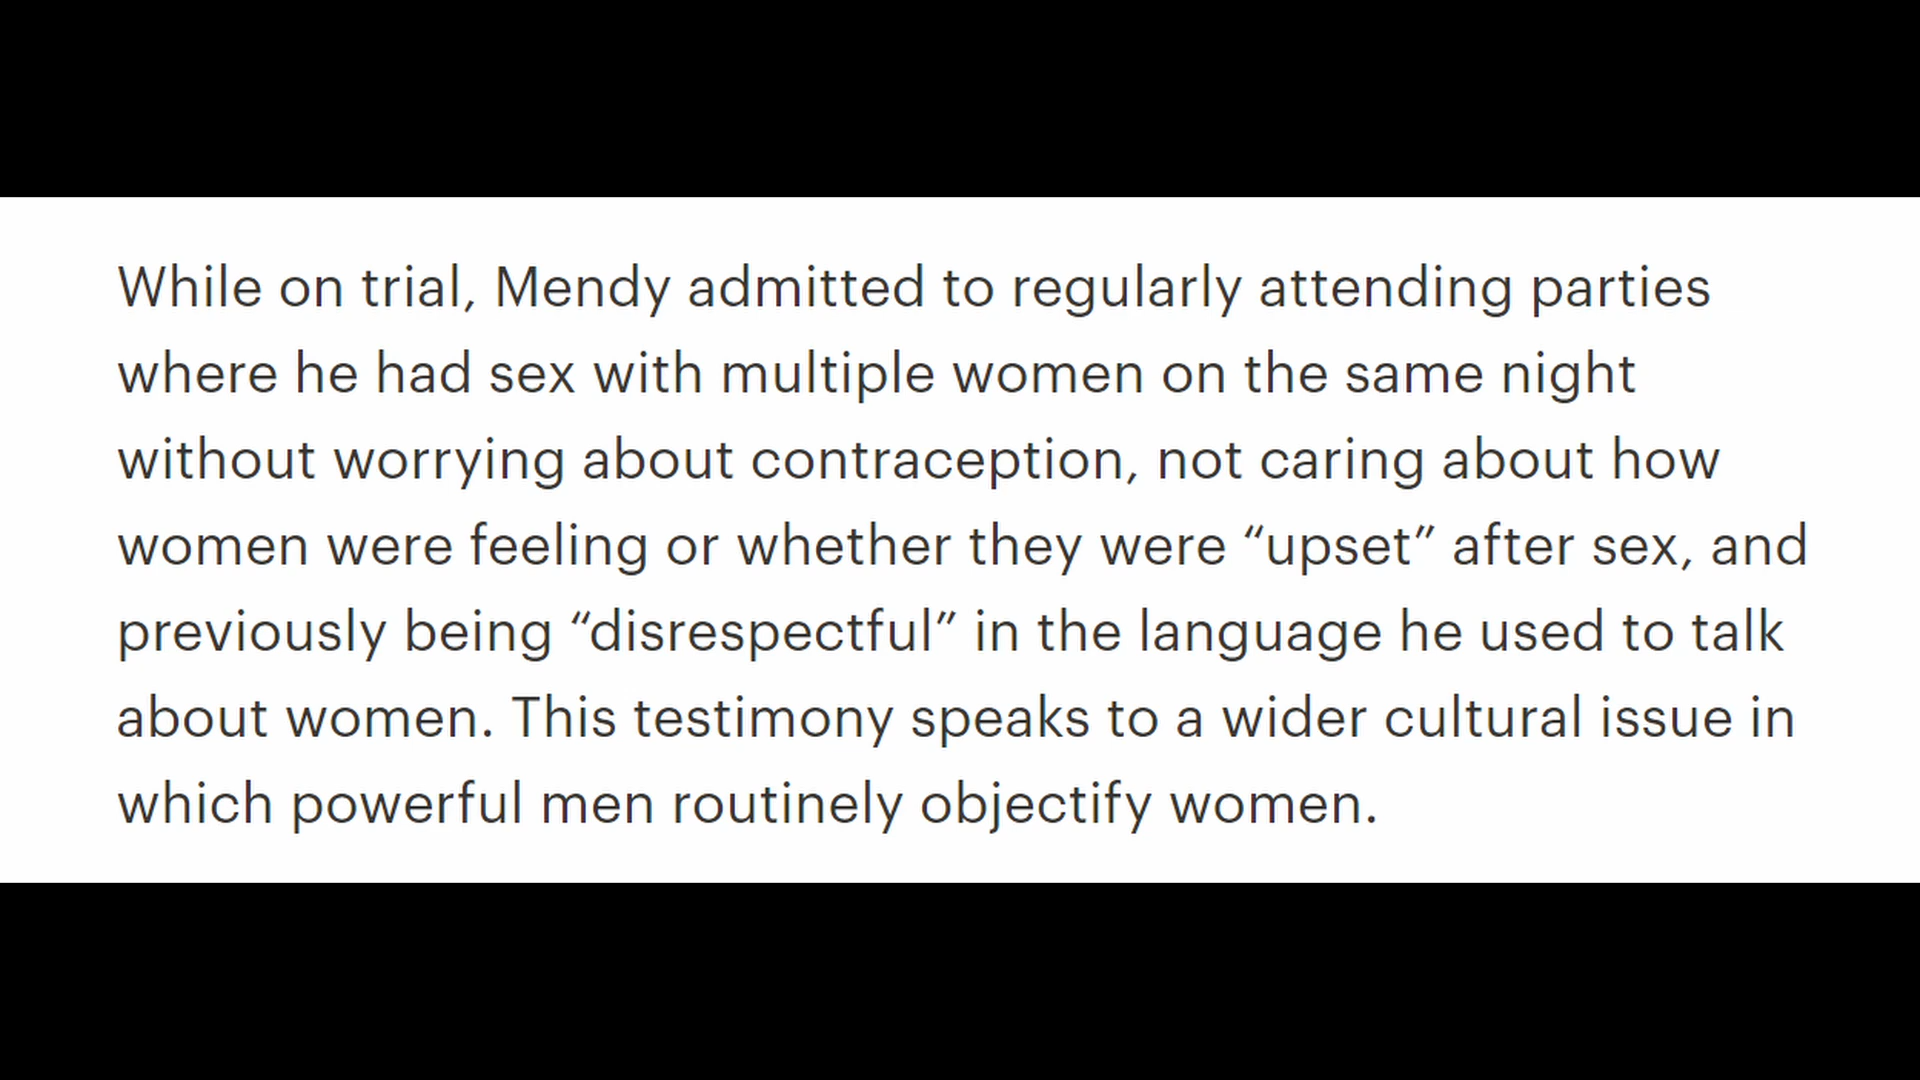 While on trial, Mendy admitted to regularly attending parties
where he had sex with multiple women on the same night
without worrying about contraception, not caring about how
women were feeling or whether they were “upset” after sex, and
previously being “disrespectful” in the language he used to talk
about women. This testimony speaks to a wider cultural issue in
which powerful men routinely objectify women.